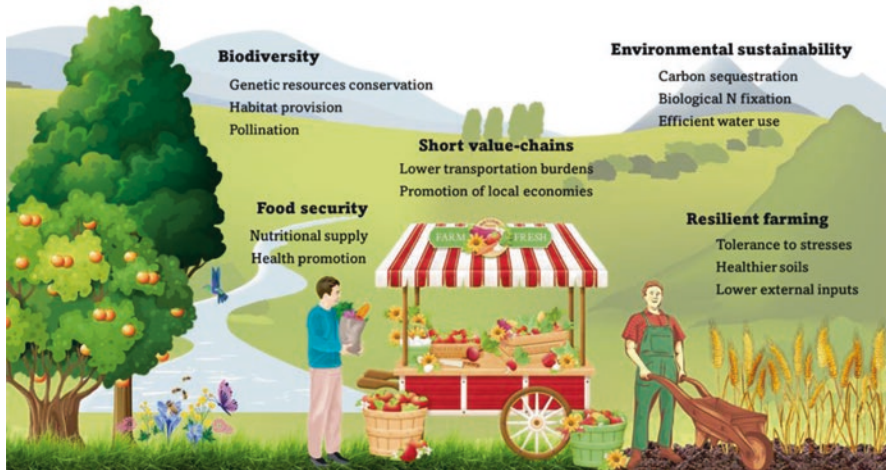 Biodiversity
Genetic resources conservation
Habitat provision
Pollination
Environmental sustainability
Carbon sequestration
Biological N fixation
Efficient water use
Short value-chains
Lower transportation burdens
Promotion of local economies
Food security
Nutritional supply
Health promotion
Resilient farming
Tolerance to stresses
Healthier soils
Lower external inputs
FARM FRESH